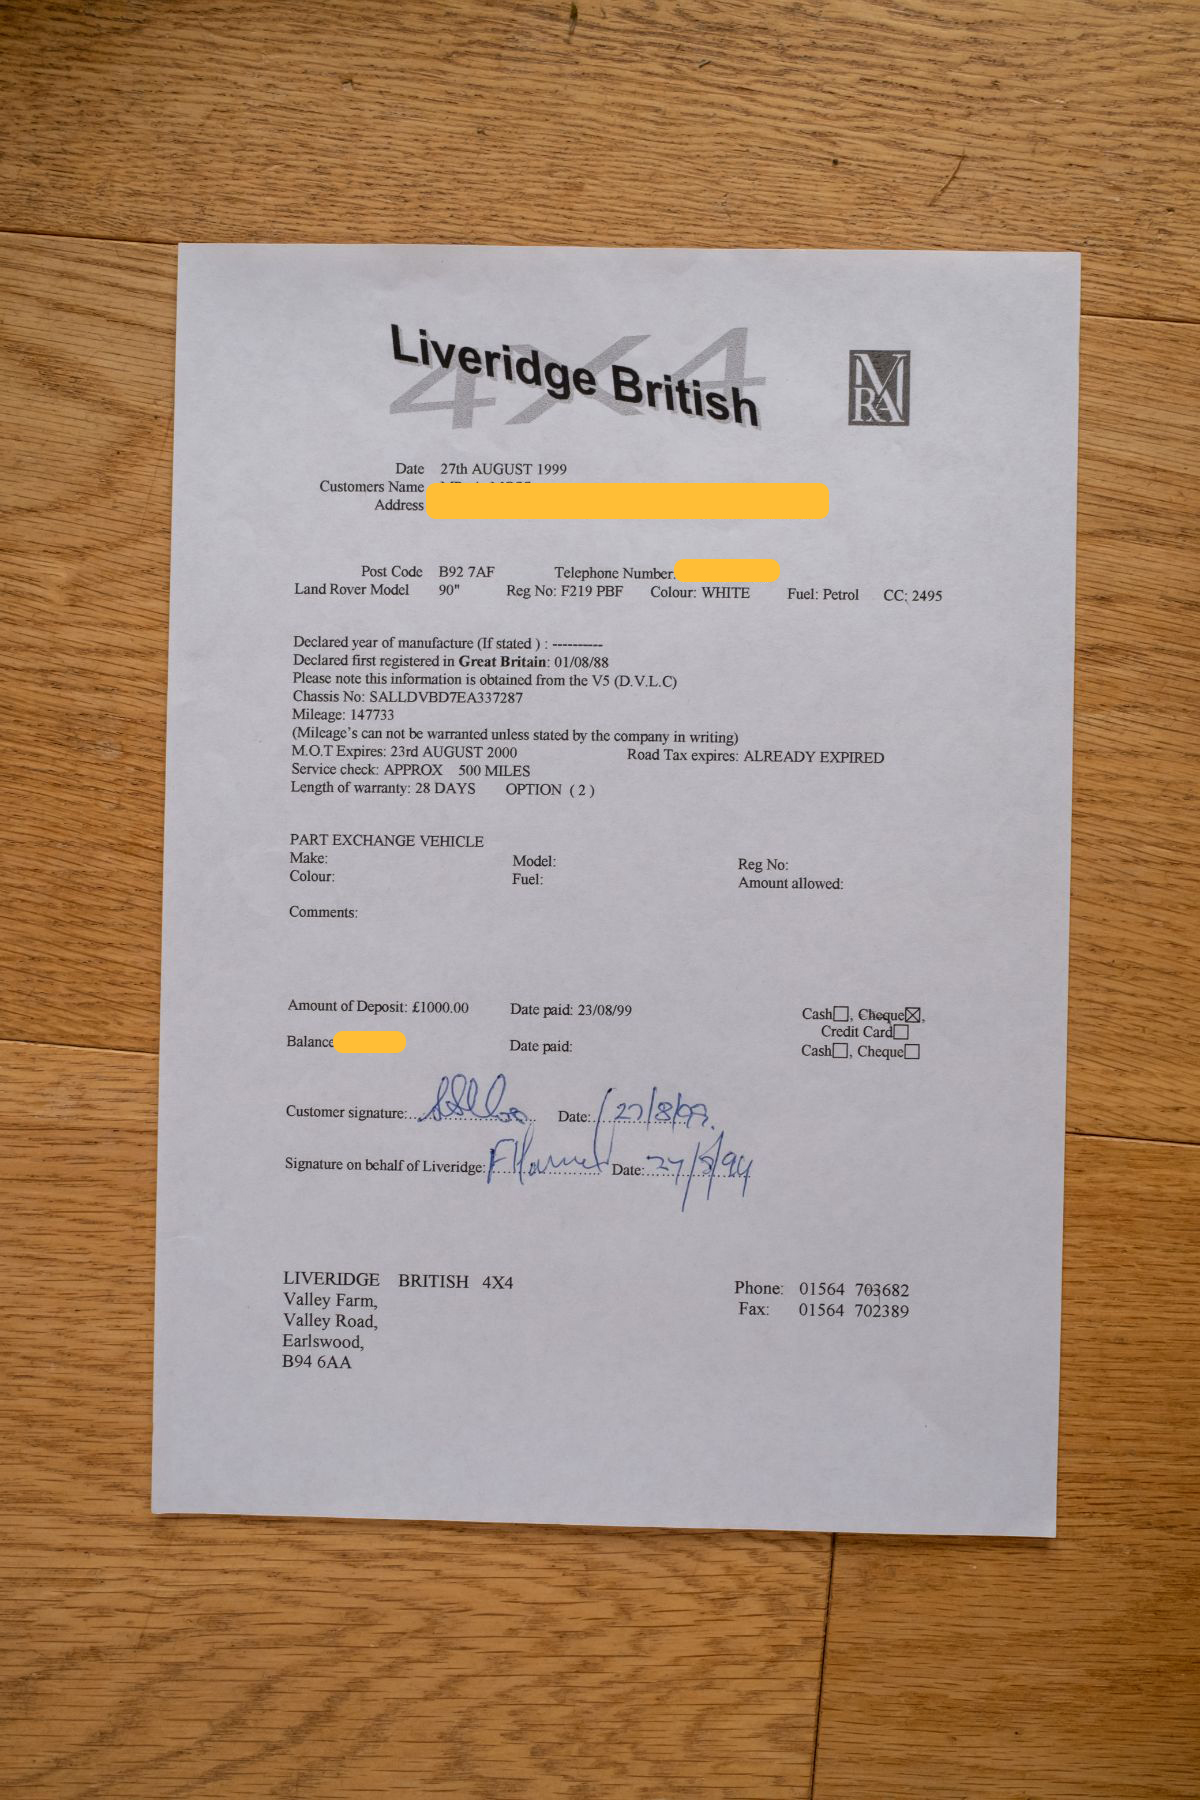 4X4
Liveridge British
MRA
Date 27th AUGUST 1999
Customers Name
Address
Post Code B92 7AF Telephone Number:
Land Rover Model 90" Reg No: F219 PBF Colour: WHITE Fuel: Petrol CC: 2495
Declared year of manufacture (If stated ) : ----------
Declared first registered in Great Britain: 01/08/88
Please note this information is obtained from the V5 (D.V.L.C)
Chassis No: SALLDVBD7EA337287
Mileage: 147733
(Mileage's can not be warranted unless stated by the company in writing)
M.O.T Expires: 23rd AUGUST 2000 Road Tax expires: ALREADY EXPIRED
Service check: APPROX 500 MILES
Length of warranty: 28 DAYS OPTION ( 2 )
PART EXCHANGE VEHICLE
Make: Model: Reg No:
Colour: Fuel: Amount allowed:
Comments:
Amount of Deposit: £1000.00 Date paid: 23/08/99 Cash☐, Cheque☒,
Credit Card☐
Balance Date paid: Cash☐, Cheque☐
Customer signature: Date: 27/8/99.
Signature on behalf of Liveridge: Date: 27/8/99
LIVERIDGE BRITISH 4X4 Phone: 01564 703682
Valley Farm, Fax: 01564 702389
Valley Road,
Earlswood,
B94 6AA